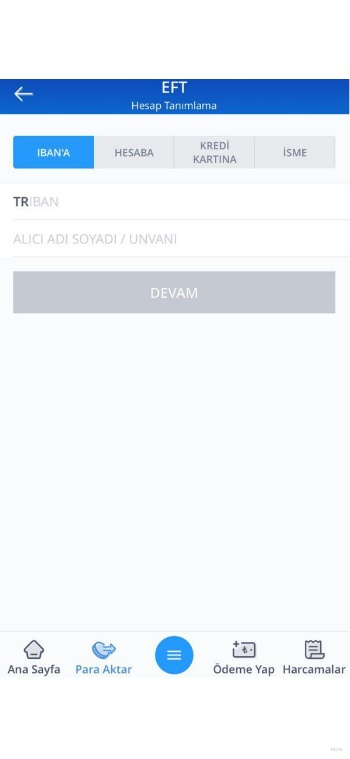 EFT
Hesap Tanımlama
IBAN'A
HESABA
KREDİ
KARTINA
İSME
TRIBAN
ALICI ADI SOYADI / UNVANI
DEVAM
Ana Sayfa
Para Aktar
Ödeme Yap
Harcamalar